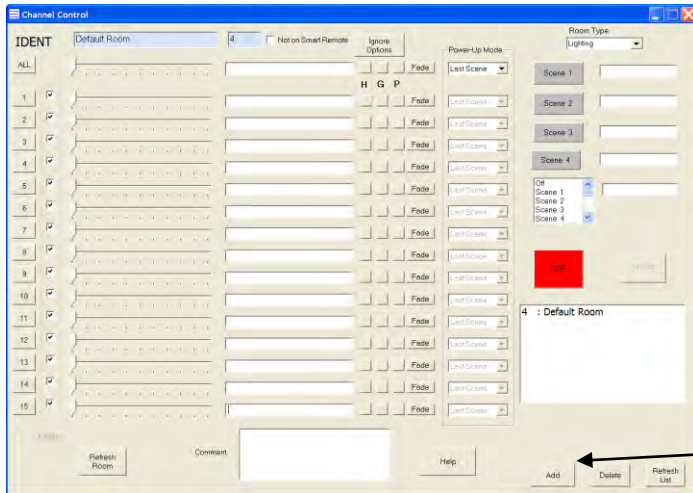 Channel Control
IDENT Default Room 4 Not on Smart Remote Ignore Options Power-Up Mode Room Type Lighting
ALL Fade Last Scene Scene 1
H G P
1 Fade Last Scene Scene 2
2 Fade Last Scene
3 Fade Last Scene Scene 3
4 Fade Last Scene Scene 4
5 Fade Last Scene Off
Scene 1
Scene 2
Scene 3
Scene 4
6 Fade Last Scene
7 Fade Last Scene
8 Fade Last Scene
9 Fade Last Scene OFF
10 Fade Last Scene
11 Fade Last Scene 4 : Default Room
12 Fade Last Scene
13 Fade Last Scene
14 Fade Last Scene
15 Fade Last Scene
Refresh Room Comment Help
Add Delete Refresh List